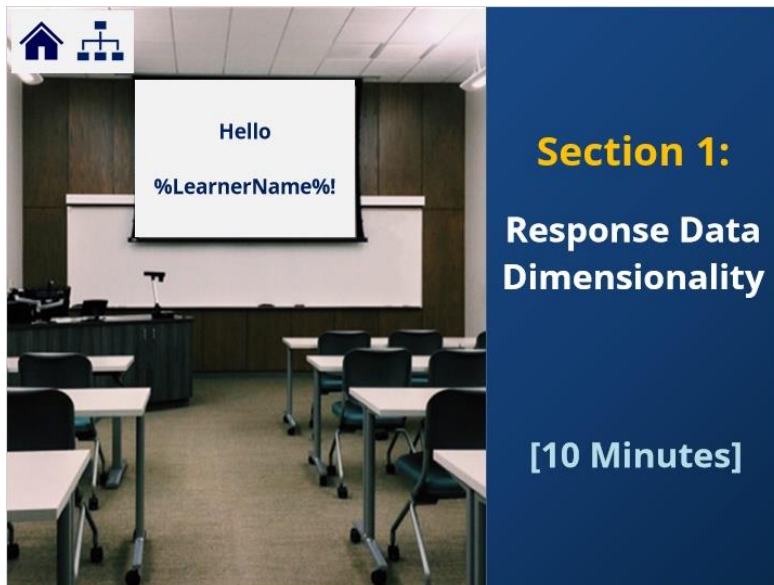 Hello
%LearnerName%!
Section 1:
Response Data
Dimensionality
[10 Minutes]